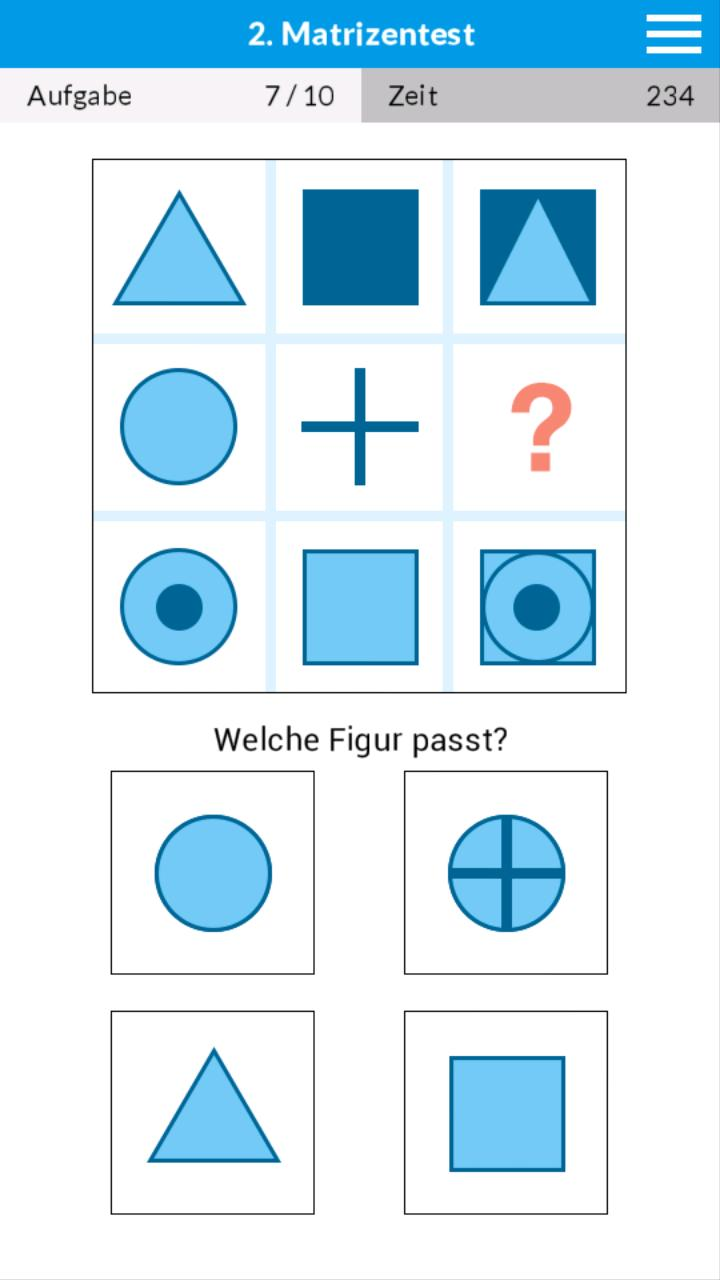 2. Matrizentest
Aufgabe 7 / 10 Zeit 234
?
Welche Figur passt?